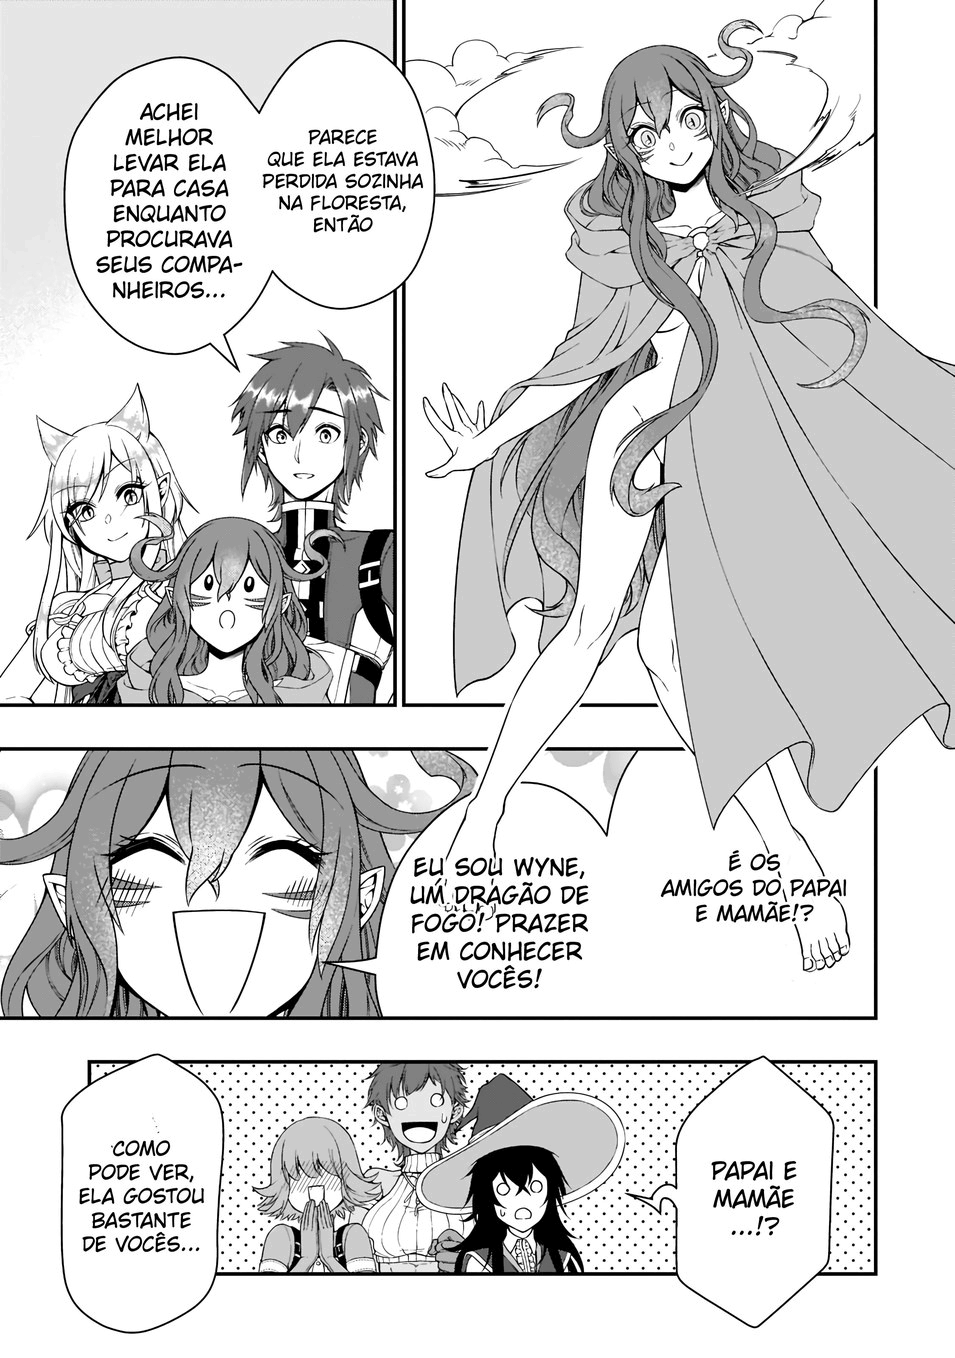 PARECE
QUE ELA ESTAVA
PERDIDA SOZINHA
NA FLORESTA,
ENTÃO
ACHEI
MELHOR
LEVAR ELA
PARA CASA
ENQUANTO
PROCURAVA
SEUS COMPA-
NHEIROS...
É OS
AMIGOS DO PAPAI
E MAMÃE!?
EU SOU WYNE,
UM DRAGÃO DE
FOGO! PRAZER
EM CONHECER
VOCÊS!
PAPAI E
MAMÃE
...!?
COMO
PODE VER,
ELA GOSTOU
BASTANTE
DE VOCÊS...